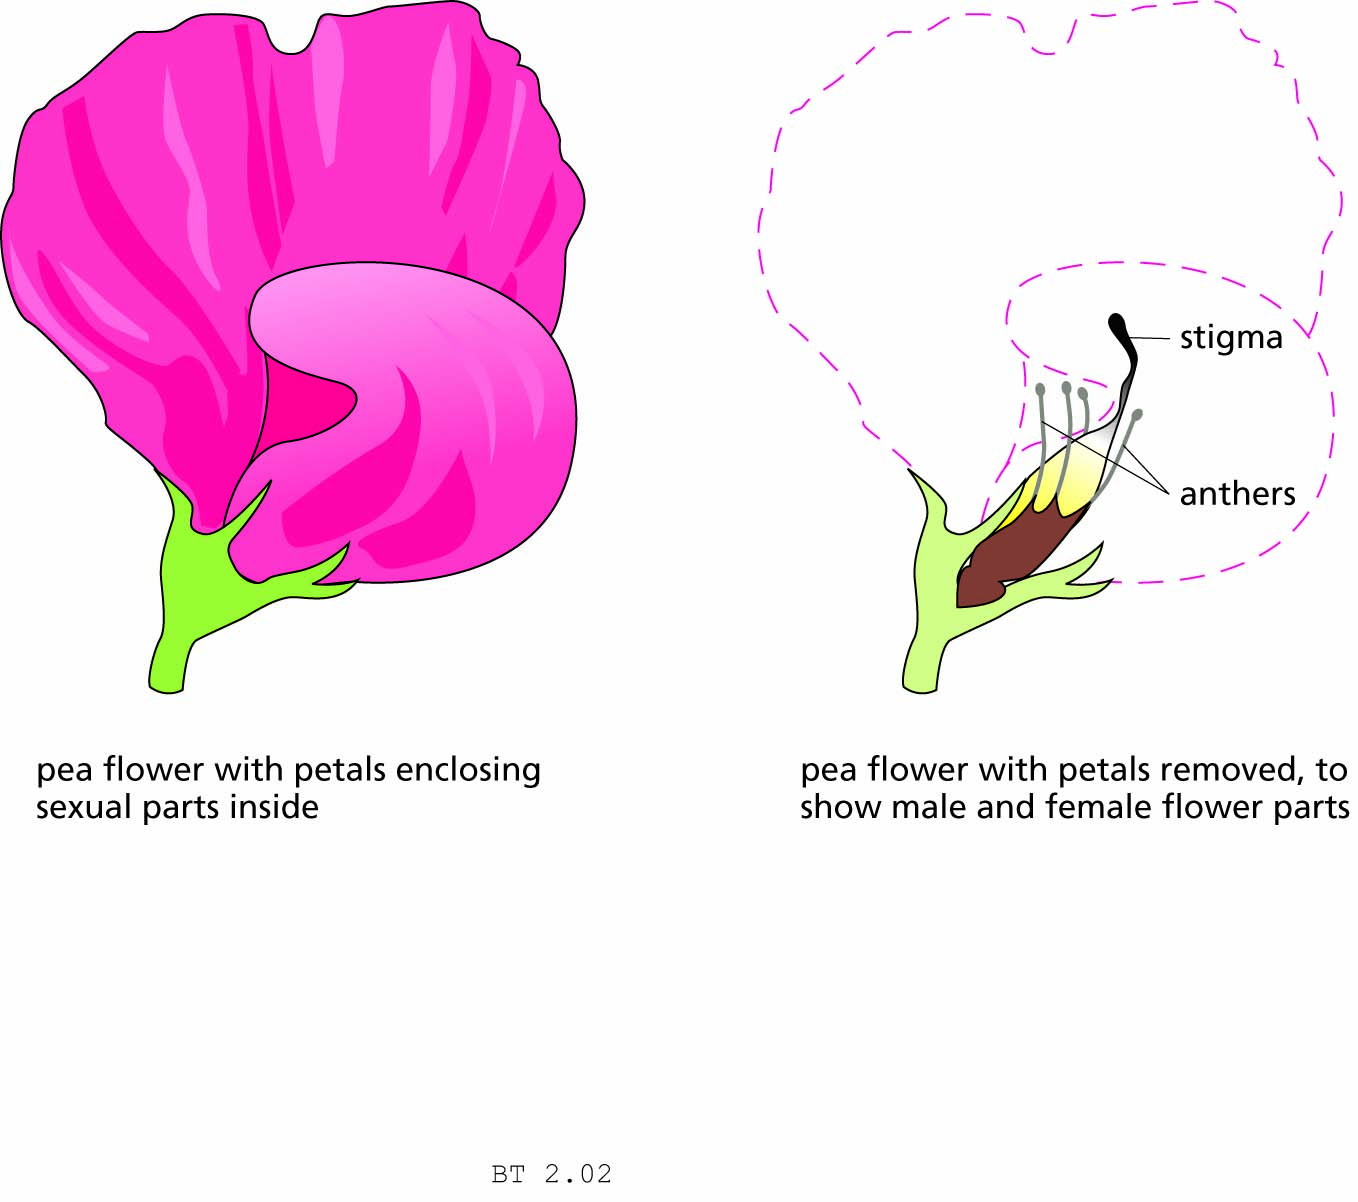 stigma
anthers
pea flower with petals enclosing
sexual parts inside
pea flower with petals removed, to
show male and female flower parts
BT 2.02